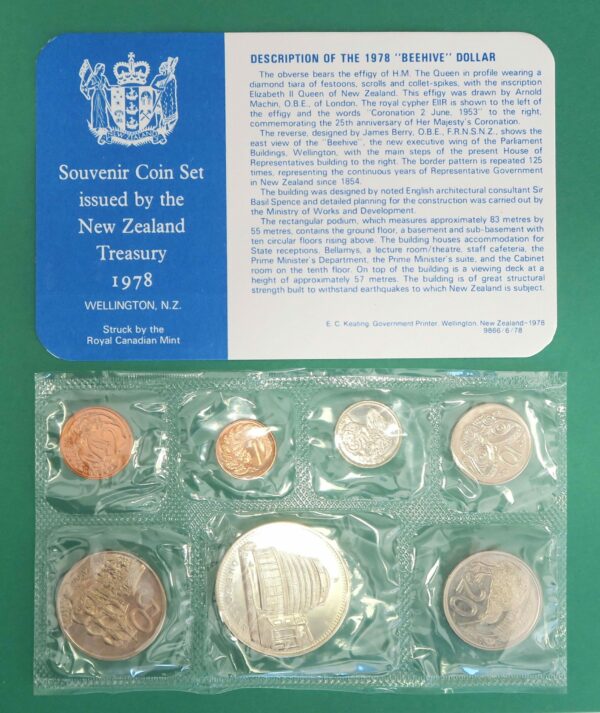 NEW ZEALAND
Souvenir Coin Set
issued by the
New Zealand
Treasury
1978
WELLINGTON, N.Z.
Struck by the
Royal Canadian Mint
DESCRIPTION OF THE 1978 "BEEHIVE" DOLLAR
The obverse bears the effigy of H.M. The Queen in profile wearing a
diamond tiara of festoons, scrolls and collet-spikes, with the inscription
Elizabeth II Queen of New Zealand. This effigy was drawn by Arnold
Machin, O.B.E., of London. The royal cypher EIIR is shown to the left of
the effigy and the words "Coronation 2 June, 1953" to the right,
commemorating the 25th anniversary of Her Majesty's Coronation.
The reverse, designed by James Berry, O.B.E., F.R.N.S.N.Z., shows the
east view of the "Beehive", the new executive wing of the Parliament
Buildings, Wellington, with the main steps of the present House of
Representatives building to the right. The border pattern is repeated 125
times, representing the continuous years of Representative Government
in New Zealand since 1854.
The building was designed by noted English architectural consultant Sir
Basil Spence and detailed planning for the construction was carried out by
the Ministry of Works and Development.
The rectangular podium, which measures approximately 83 metres by
55 metres, contains the ground floor, a basement and sub-basement with
ten circular floors rising above. The building houses accommodation for
State receptions, Bellamys, a lecture room/theatre, staff cafeteria, the
Prime Minister's Department, the Prime Minister's suite, and the Cabinet
room on the tenth floor. On top of the building is a viewing deck at a
height of approximately 57 metres. The building is of great structural
strength built to withstand earthquakes to which New Zealand is subject.
E. C. Keating, Government Printer, Wellington, New Zealand—1978
9866/6/78
50
20